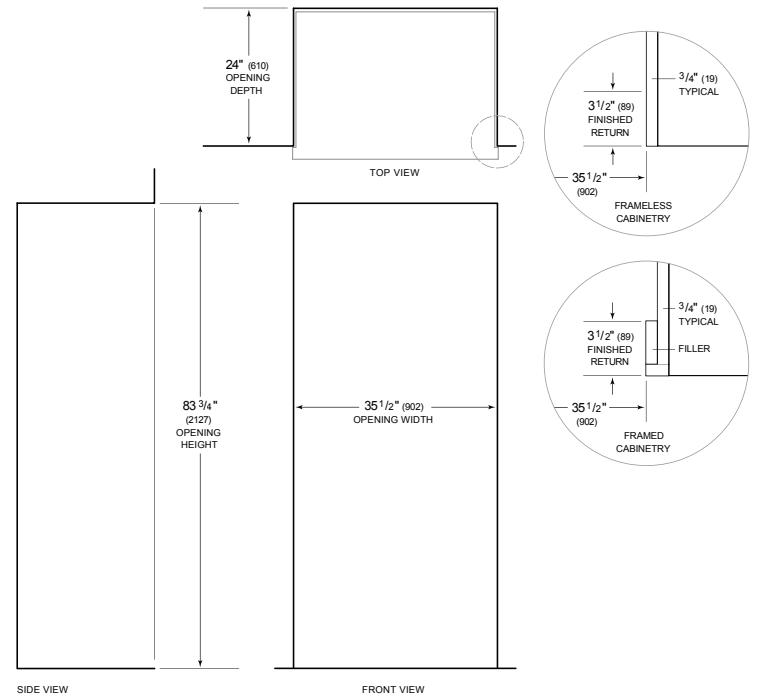 24" (610)
OPENING
DEPTH
TOP VIEW
3/4" (19)
TYPICAL
3 1/2" (89)
FINISHED
RETURN
35 1/2"
(902)
FRAMELESS
CABINETRY
3/4" (19)
TYPICAL
3 1/2" (89)
FINISHED
RETURN
FILLER
35 1/2"
(902)
FRAMED
CABINETRY
83 3/4"
(2127)
OPENING
HEIGHT
35 1/2" (902)
OPENING WIDTH
SIDE VIEW
FRONT VIEW